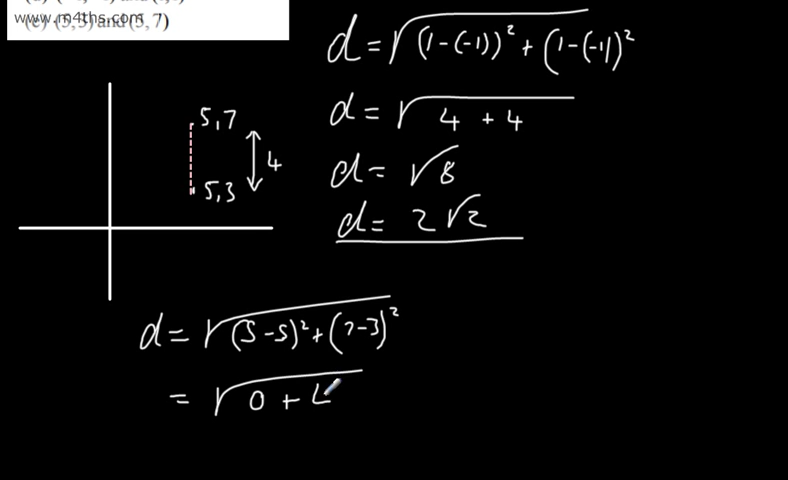 www.m4ths.com
(c) (5,3) and (5, 7)
d = √(1-(-1))² + (1-(-1))²
d = √4 + 4
d = √8
d = 2√2
5,7
4
5,3
d = √(5-5)² + (7-3)²
= √0 + 4